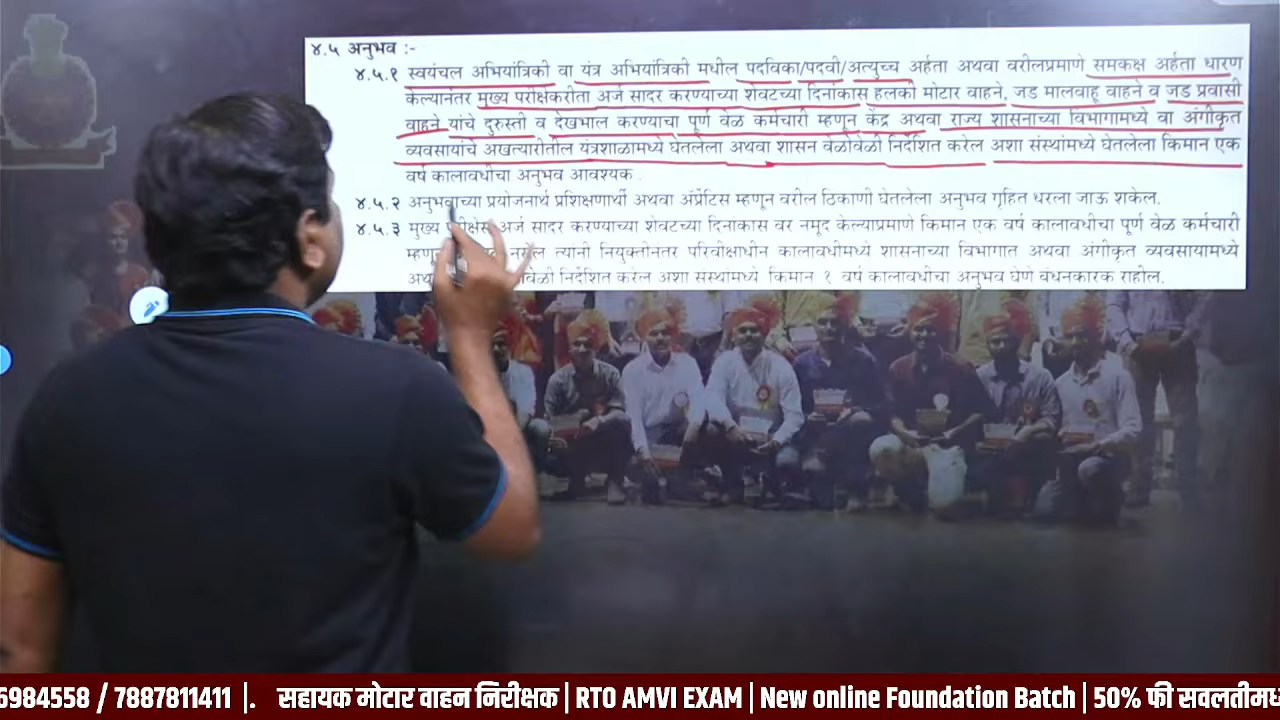 ४.५ अनुभव :-
४.५.१ स्वयंचल अभियांत्रिकी वा यंत्र अभियांत्रिकी मधील पदविका/पदवी/अत्युच्च अर्हता अथवा वरीलप्रमाणे समकक्ष अर्हता धारण
केल्यानंतर मुख्य परीक्षेकरीता अर्ज सादर करण्याच्या शेवटच्या दिनांकास हलकी मोटार वाहने, जड मालवाहू वाहने व जड प्रवासी
वाहने यांचे दुरुस्ती व देखभाल करण्याचा पूर्ण वेळ कर्मचारी म्हणून केंद्र अथवा राज्य शासनाच्या विभागामध्ये वा अंगीकृत
व्यवसायांचे अखत्यारीतील यंत्रशाळामध्ये घेतलेला अथवा शासन वेळोवेळी निर्देशित करेल अशा संस्थांमध्ये घेतलेला किमान एक
वर्ष कालावधीचा अनुभव आवश्यक .
४.५.२ अनुभवाच्या प्रयोजनार्थ प्रशिक्षणार्थी अथवा अॅप्रेंटिस म्हणून वरील ठिकाणी घेतलेला अनुभव गृहित धरला जाऊ शकेल.
४.५.३ मुख्य अर्ज सादर करण्याच्या शेवटच्या दिनांकास वर नमूद केल्याप्रमाणे किमान एक वर्ष कालावधीचा पूर्ण वेळ कर्मचारी
त्यांनी नियुक्तीनंतर परिवीक्षाधीन कालावधीमध्ये शासनाच्या विभागात अथवा अंगीकृत व्यवसायामध्ये
निर्देशित करेल अशा संस्थांमध्ये किमान १ वर्ष कालावधीचा अनुभव घेणे बंधनकारक राहील.
6984558 / 7887811411 |. सहायक मोटार वाहन निरीक्षक | RTO AMVI EXAM | New online Foundation Batch | 50% फी